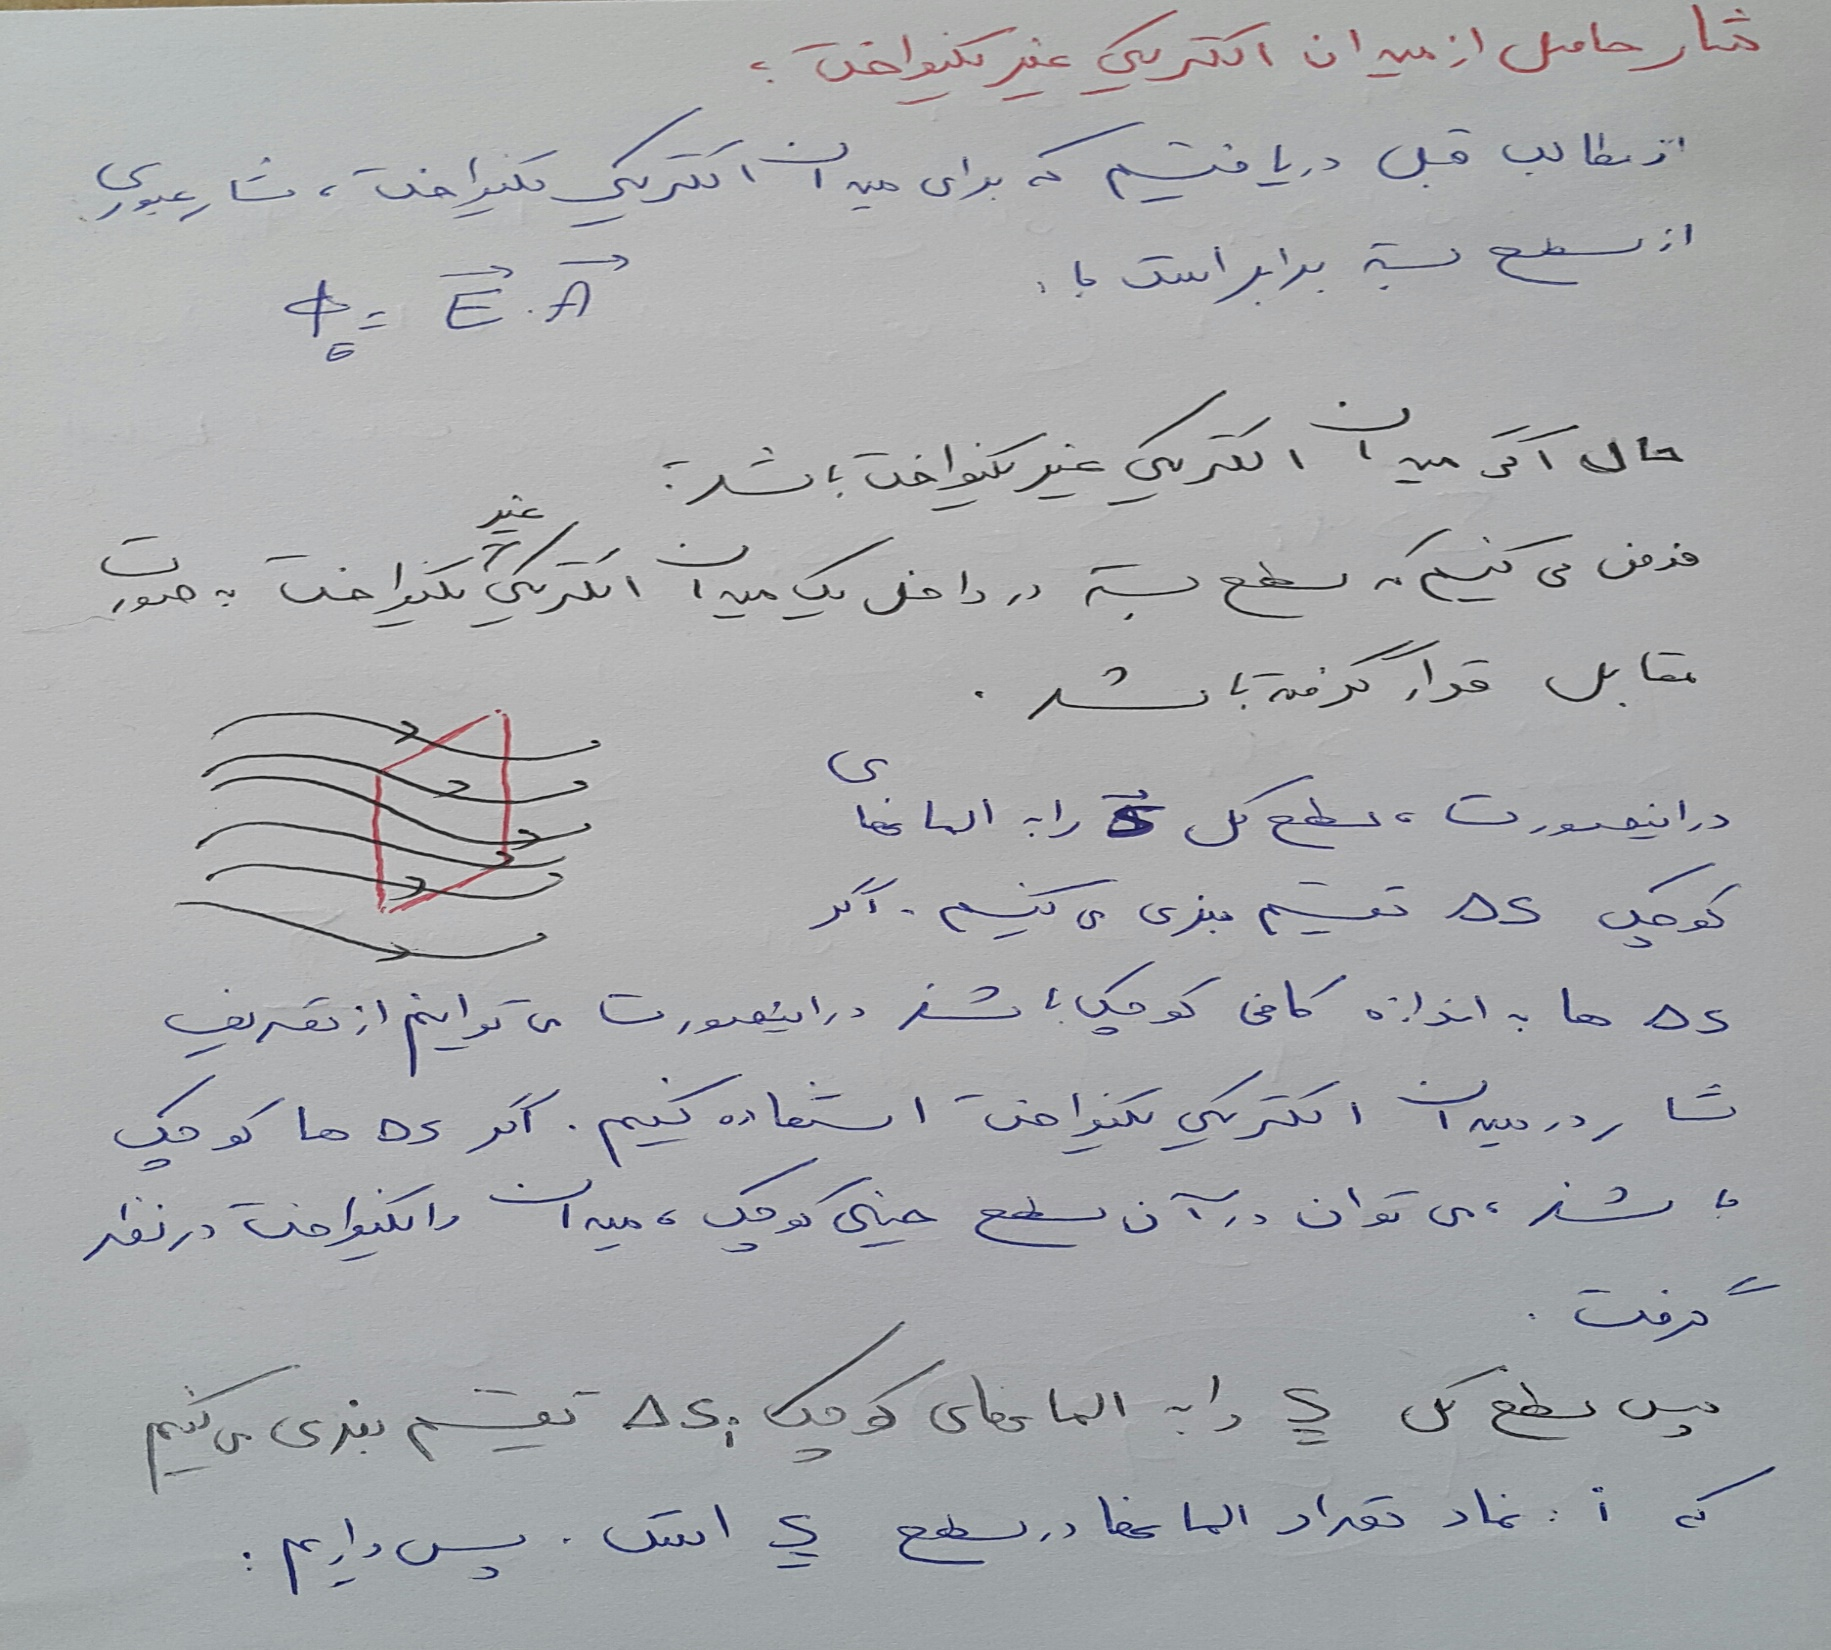 شار حاصل از میدان الکتریکی غیر یکنواخت :
از مطالب قبل دریافتیم که برای میدان الکتریکی یکنواخت ، شار عبوری
از سطح بسته برابر است با :
ϕ_E = E⃗ . A⃗
حال اگر میدان الکتریکی غیر یکنواخت باشد :
فرض می کنیم که سطح بسته در داخل یک میدان الکتریکی غیر یکنواخت به صورت
مقابل قرار گرفته باشد .
در اینصورت ، سطح کل S را به المانهای
کوچک ΔS تقسیم بندی می کنیم . اگر
ΔS ها به اندازه کافی کوچک باشند در اینصورت می توانیم از تعریف
شار در میدان الکتریکی یکنواخت استفاده کنیم . اگر ΔS ها کوچک
باشند ، می توان در آن سطح خیلی کوچک ، میدان را یکنواخت در نظر
گرفت .
پس سطح کل S را به المانهای کوچک ΔSi تقسیم بندی می کنیم
که i : نماد تعداد المانها در سطح S است . پس داریم :